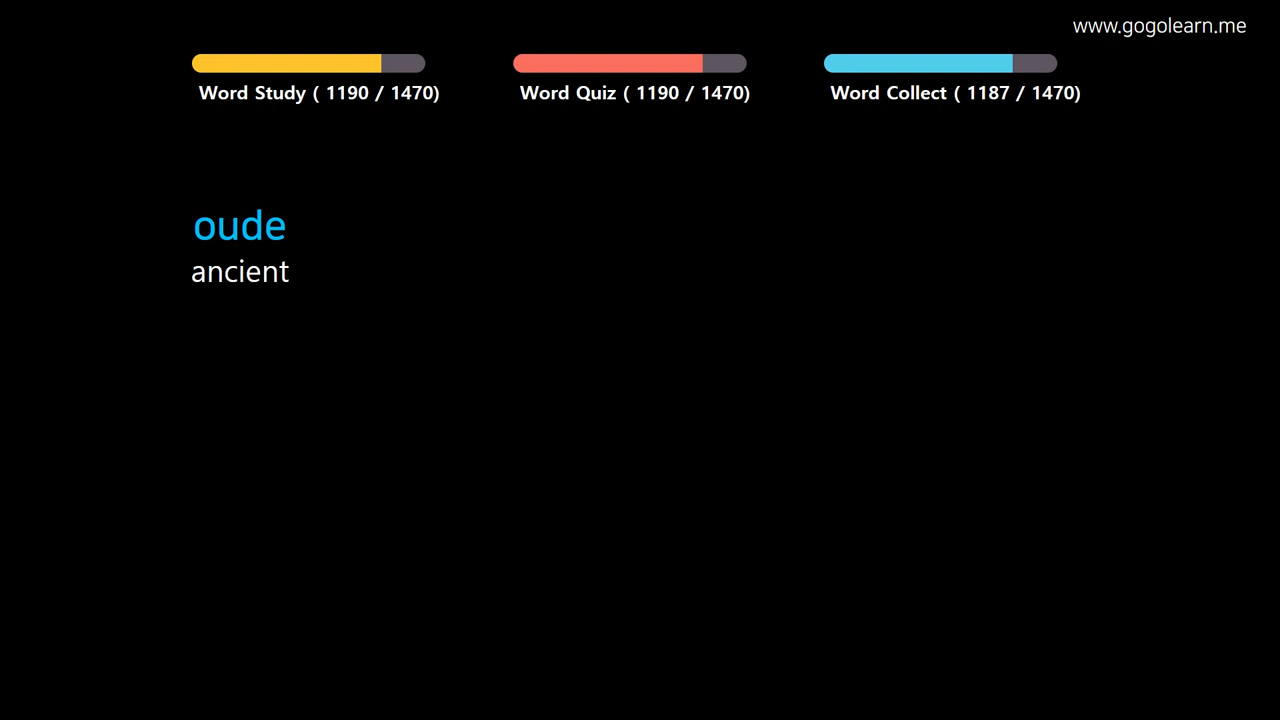 www.gogolearn.me
Word Study ( 1190 / 1470)
Word Quiz ( 1190 / 1470)
Word Collect ( 1187 / 1470)
oude
ancient